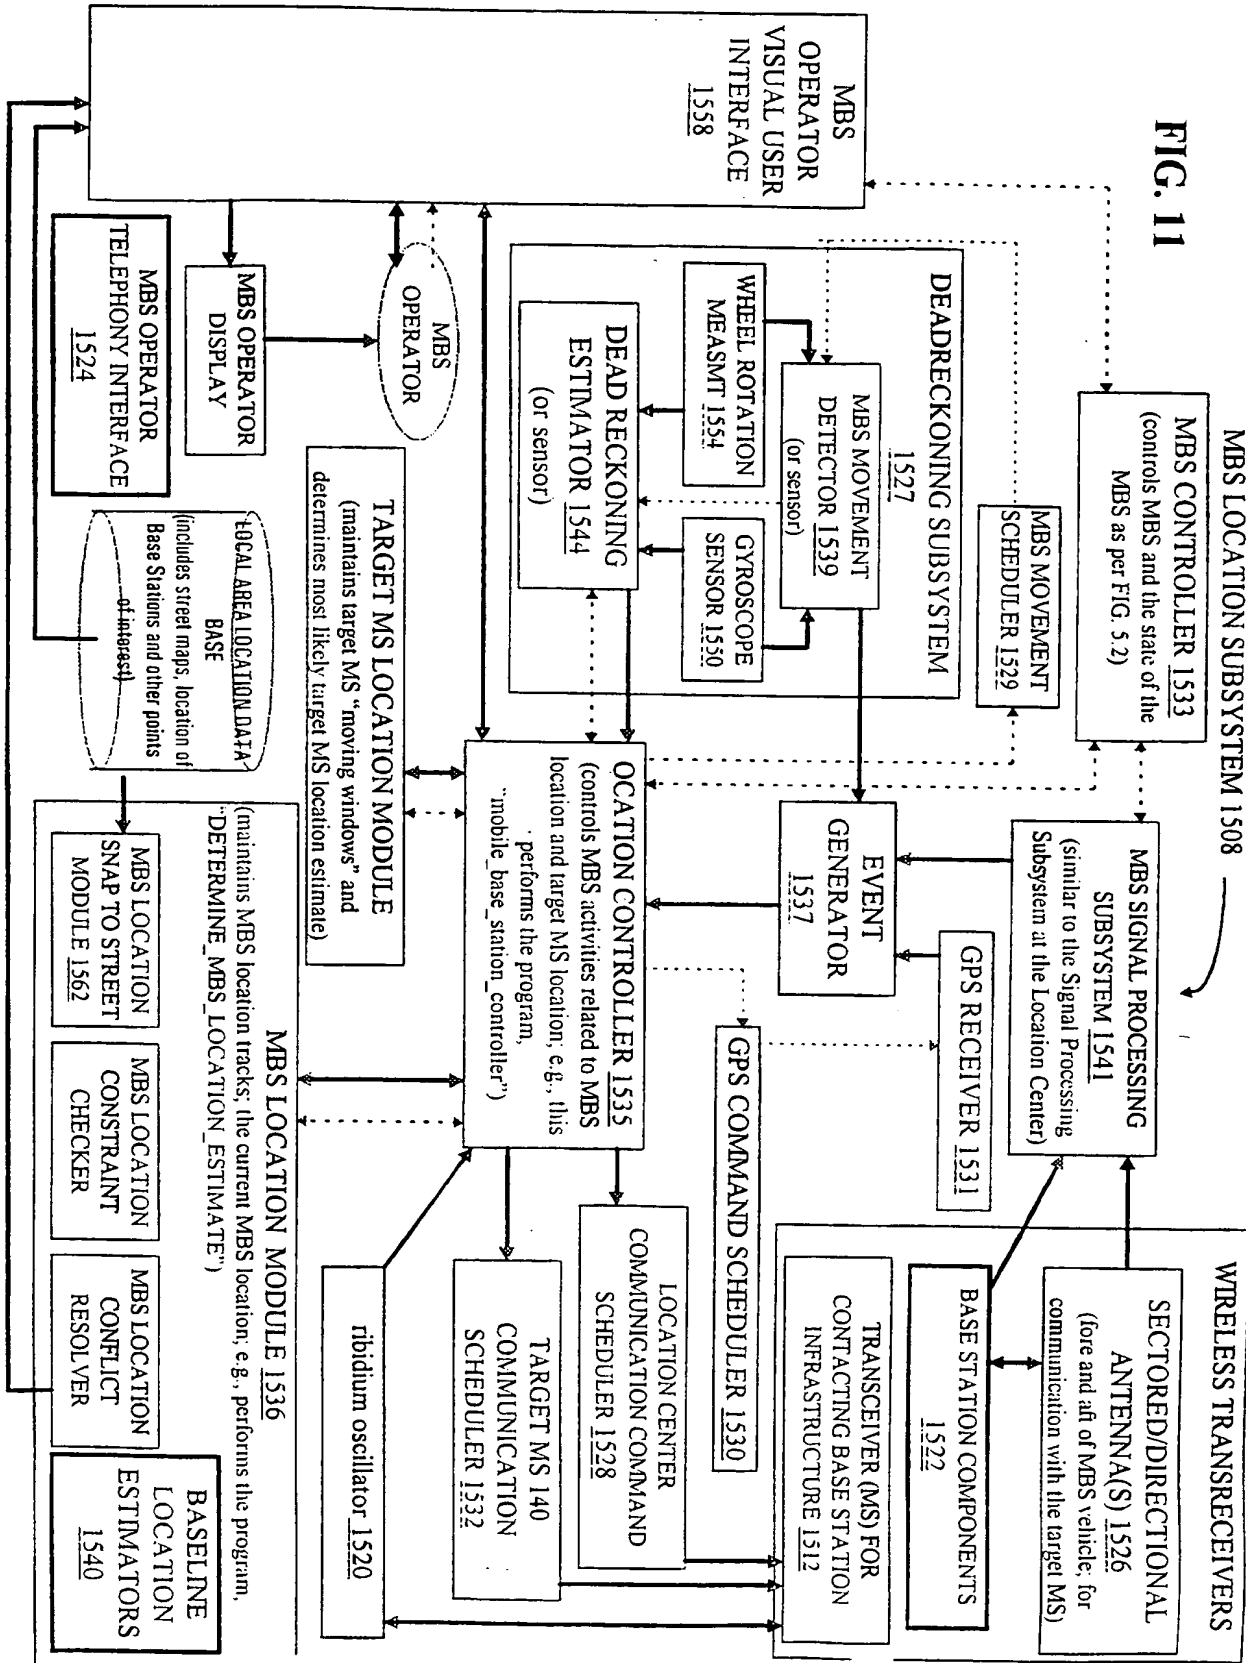 FIG. 11
MBS LOCATION SUBSYSTEM 1508
MBS CONTROLLER 1533
(controls MBS and the state of the
MBS as per FIG. 5.2)
MBS SIGNAL PROCESSING
SUBSYSTEM 1541
(similar to the Signal Processing
Subsystem at the Location Center)
WIRELESS TRANSRECEIVERS
SECTORED/DIRECTIONAL
ANTENNA(S) 1526
(fore and aft of MBS vehicle; for
communication with the target MS)
BASE STATION COMPONENTS
1522
TRANSCEIVER (MS) FOR
CONTACTING BASE STATION
INFRASTRUCTURE 1512
MBS MOVEMENT
SCHEDULER 1529
GPS RECEIVER 1531
EVENT
GENERATOR
1537
GPS COMMAND SCHEDULER 1530
DEADRECKONING SUBSYSTEM
1527
MBS MOVEMENT
DETECTOR 1539
(or sensor)
WHEEL ROTATION
MEASMT 1554
GYROSCOPE
SENSOR 1550
DEAD RECKONING
ESTIMATOR 1544
(or sensor)
MBS
OPERATOR
VISUAL USER
INTERFACE
1558
OCATION CONTROLLER 1535
(controls MBS activities related to MBS
location and target MS location; e.g., this
performs the program,
"mobile_base_station_controller")
LOCATION CENTER
COMMUNICATION COMMAND
SCHEDULER 1528
TARGET MS 140
COMMUNICATION
SCHEDULER 1532
ribidium oscillator 1520
MBS
OPERATOR
MBS OPERATOR
DISPLAY
MBS OPERATOR
TELEPHONY INTERFACE
1524
TARGET MS LOCATION MODULE
(maintains target MS "moving windows" and
determines most likely target MS location estimate)
LOCAL AREA LOCATION DATA
BASE
(includes street maps, location of
Base Stations and other points
of interest)
MBS LOCATION MODULE 1536
(maintains MBS location tracks; the current MBS location, e.g., performs the program,
"DETERMINE_MBS_LOCATION_ESTIMATE")
MBS LOCATION
SNAP TO STREET
MODULE 1562
MBS LOCATION
CONSTRAINT
CHECKER
MBS LOCATION
CONFLICT
RESOLVER
BASELINE
LOCATION
ESTIMATORS
1540